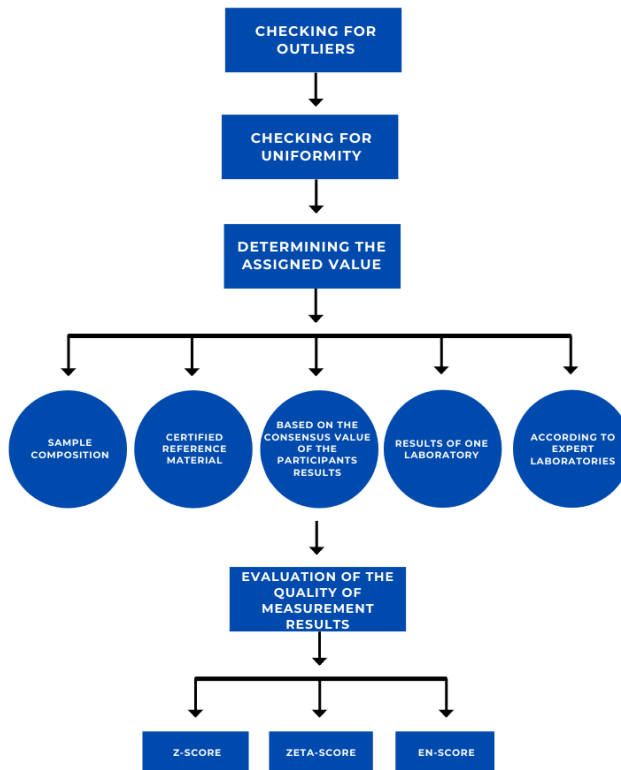 CHECKING FOR
OUTLIERS
CHECKING FOR
UNIFORMITY
DETERMINING THE
ASSIGNED VALUE
SAMPLE
COMPOSITION
CERTIFIED
REFERENCE
MATERIAL
BASED ON THE
CONSENSUS VALUE
OF THE
PARTICIPANTS
RESULTS
RESULTS OF ONE
LABORATORY
ACCORDING TO
EXPERT
LABORATORIES
EVALUATION OF THE
QUALITY OF
MEASUREMENT
RESULTS
Z-SCORE
ZETA-SCORE
EN-SCORE